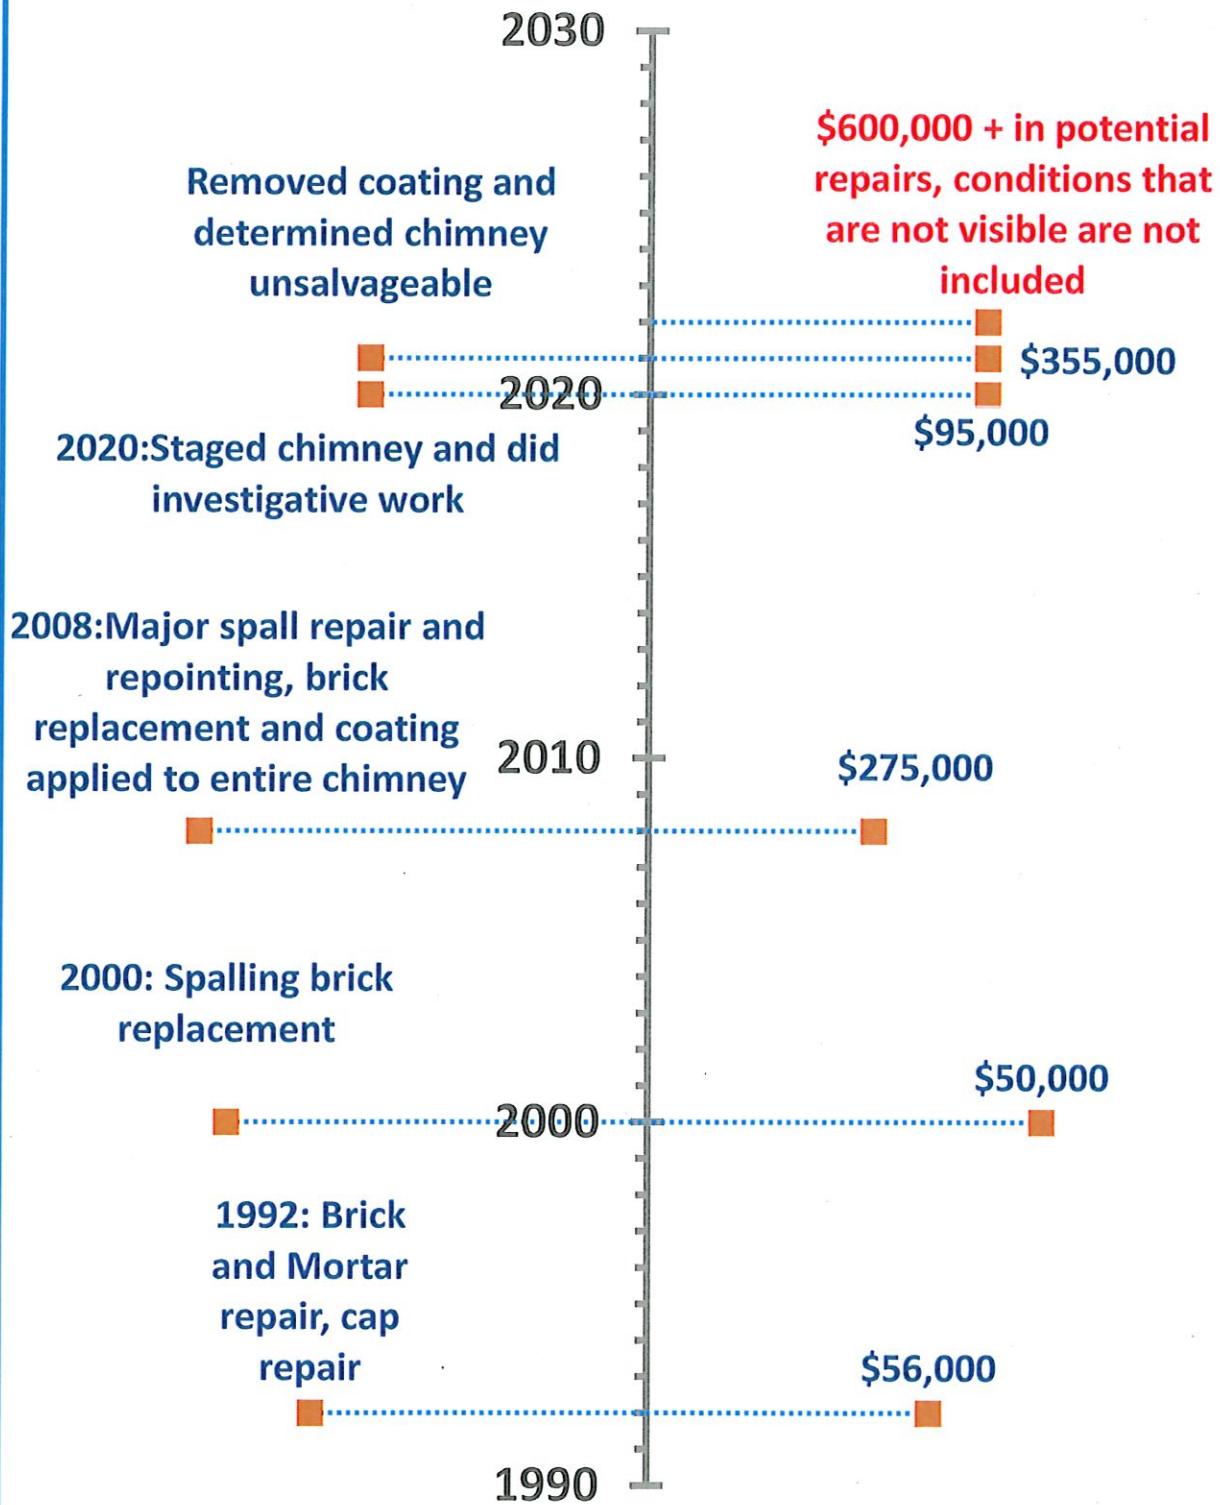 2030
$600,000 + in potential
repairs, conditions that
are not visible are not
included
Removed coating and
determined chimney
unsalvageable
$355,000
2020
$95,000
2020:Staged chimney and did
investigative work
2008:Major spall repair and
repointing, brick
replacement and coating
applied to entire chimney
2010
$275,000
2000: Spalling brick
replacement
$50,000
2000
1992: Brick
and Mortar
repair, cap
repair
$56,000
1990